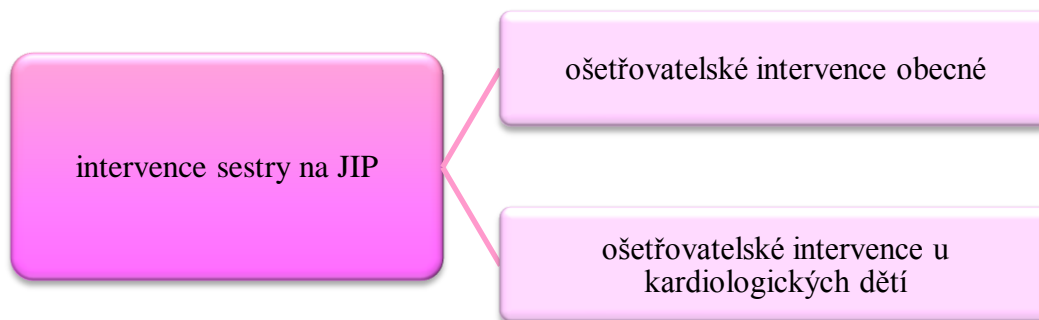 intervence sestry na JIP
ošetřovatelské intervence obecné
ošetřovatelské intervence u
kardiologických dětí